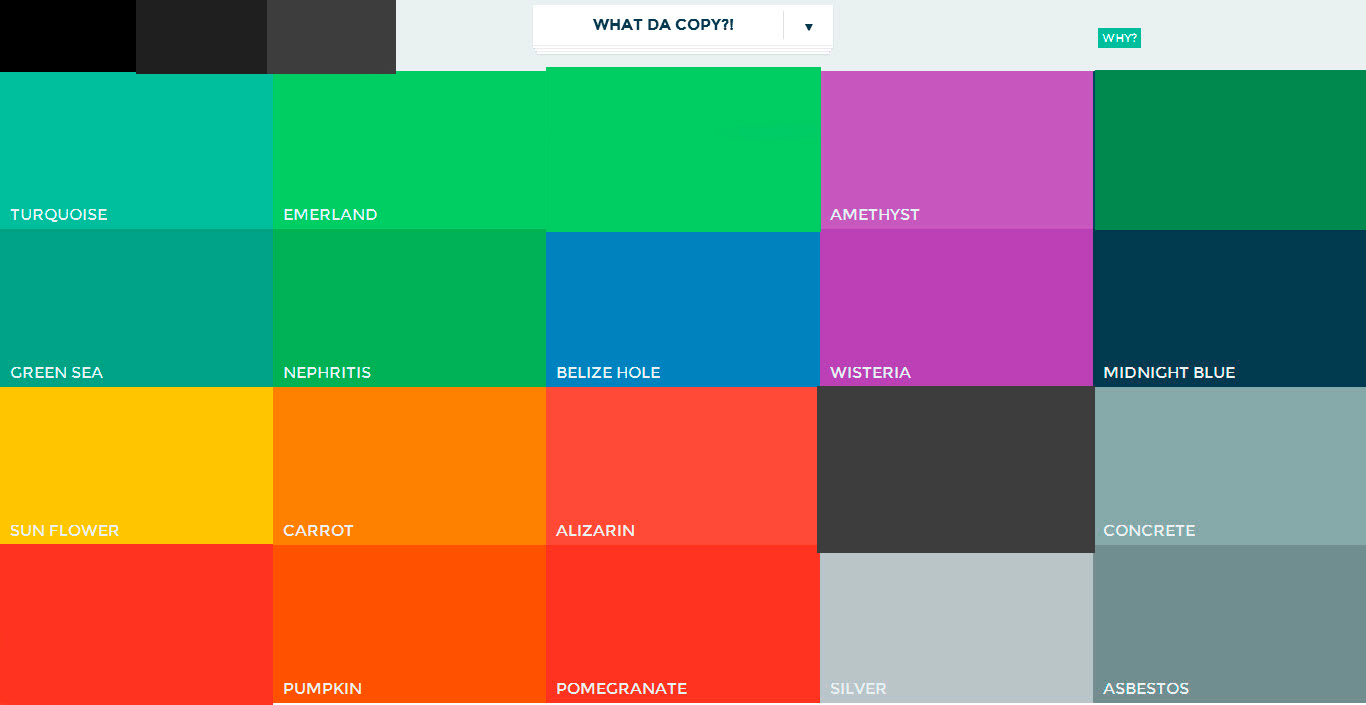 WHAT DA COPY?! ▼
WHY?
TURQUOISE
EMERLAND
AMETHYST
GREEN SEA
NEPHRITIS
BELIZE HOLE
WISTERIA
MIDNIGHT BLUE
SUN FLOWER
CARROT
ALIZARIN
CONCRETE
PUMPKIN
POMEGRANATE
SILVER
ASBESTOS